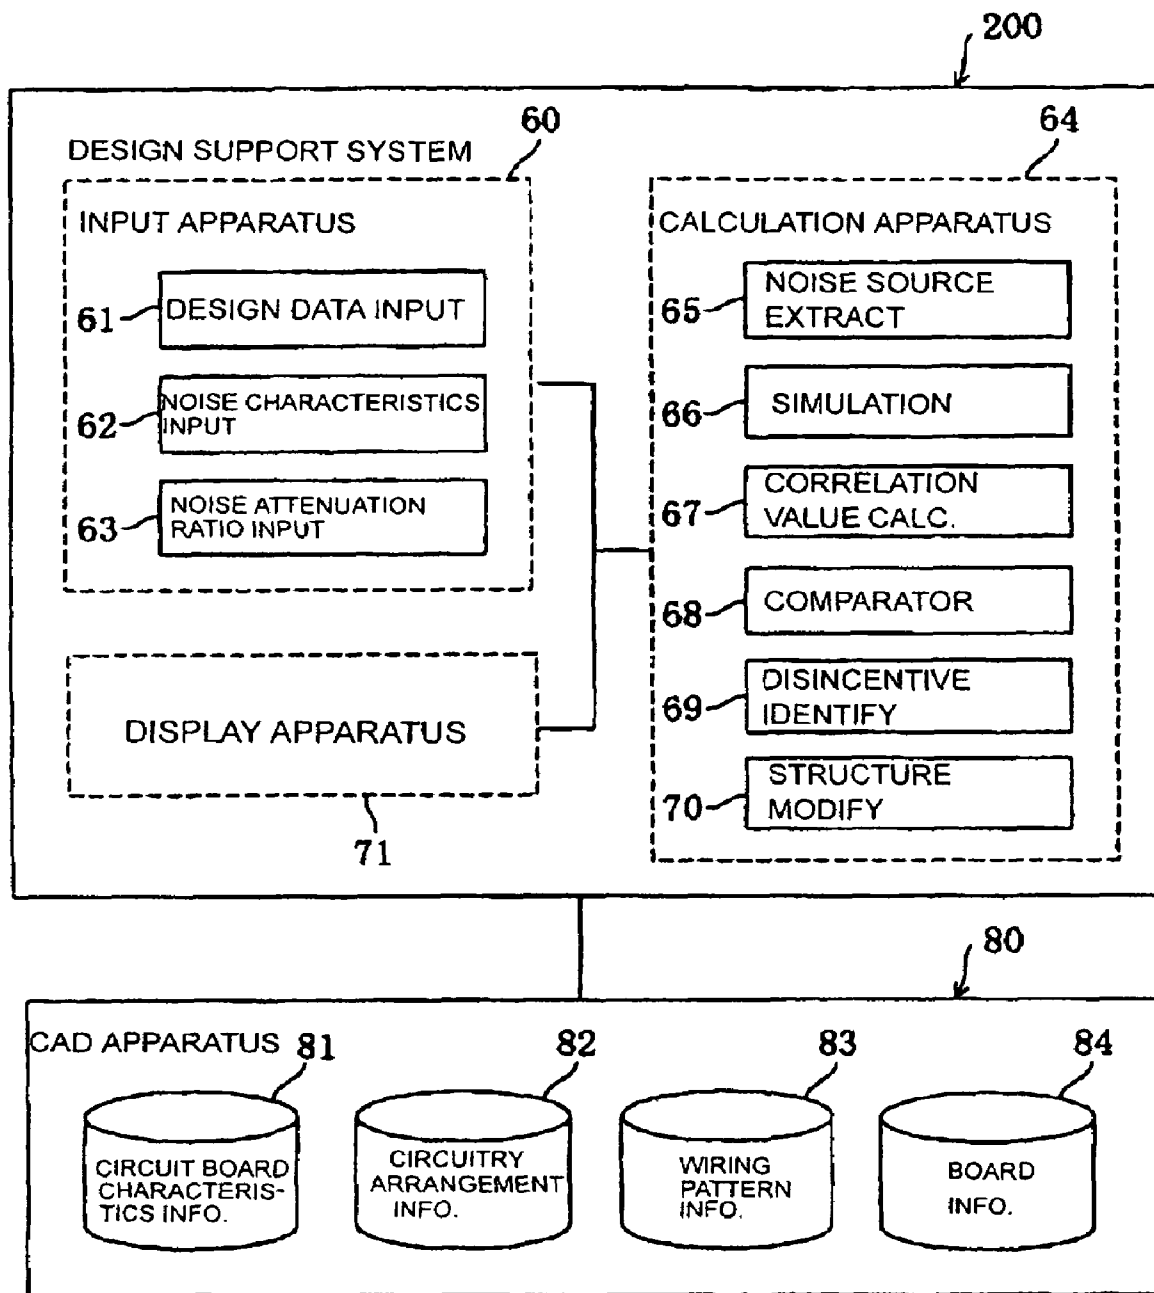 200
DESIGN SUPPORT SYSTEM
60
INPUT APPARATUS
61
DESIGN DATA INPUT
62
NOISE CHARACTERISTICS
INPUT
63
NOISE ATTENUATION
RATIO INPUT
DISPLAY APPARATUS
71
64
CALCULATION APPARATUS
65
NOISE SOURCE
EXTRACT
66
SIMULATION
67
CORRELATION
VALUE CALC.
68
COMPARATOR
69
DISINCENTIVE
IDENTIFY
70
STRUCTURE
MODIFY
80
CAD APPARATUS
81
CIRCUIT BOARD
CHARACTERIS-
TICS INFO.
82
CIRCUITRY
ARRANGEMENT
INFO.
83
WIRING
PATTERN
INFO.
84
BOARD
INFO.